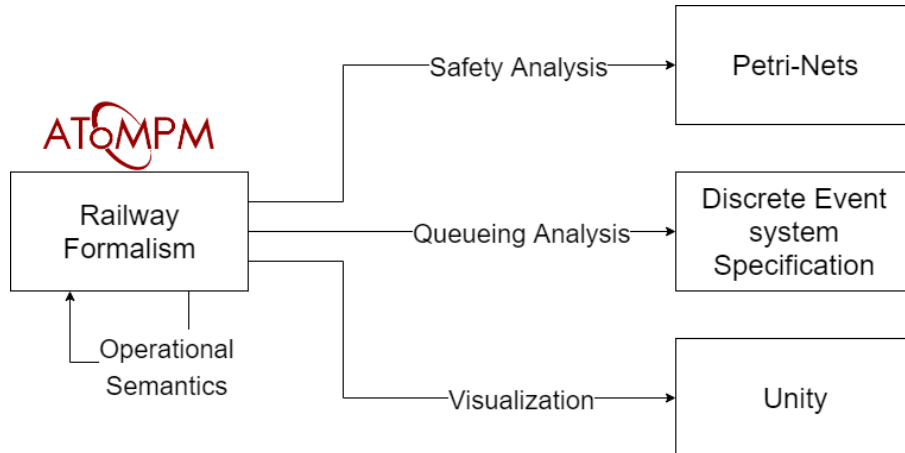 Safety Analysis
Petri-Nets
AToMPM
Railway
Formalism
Queueing Analysis
Discrete Event
system
Specification
Operational
Semantics
Visualization
Unity